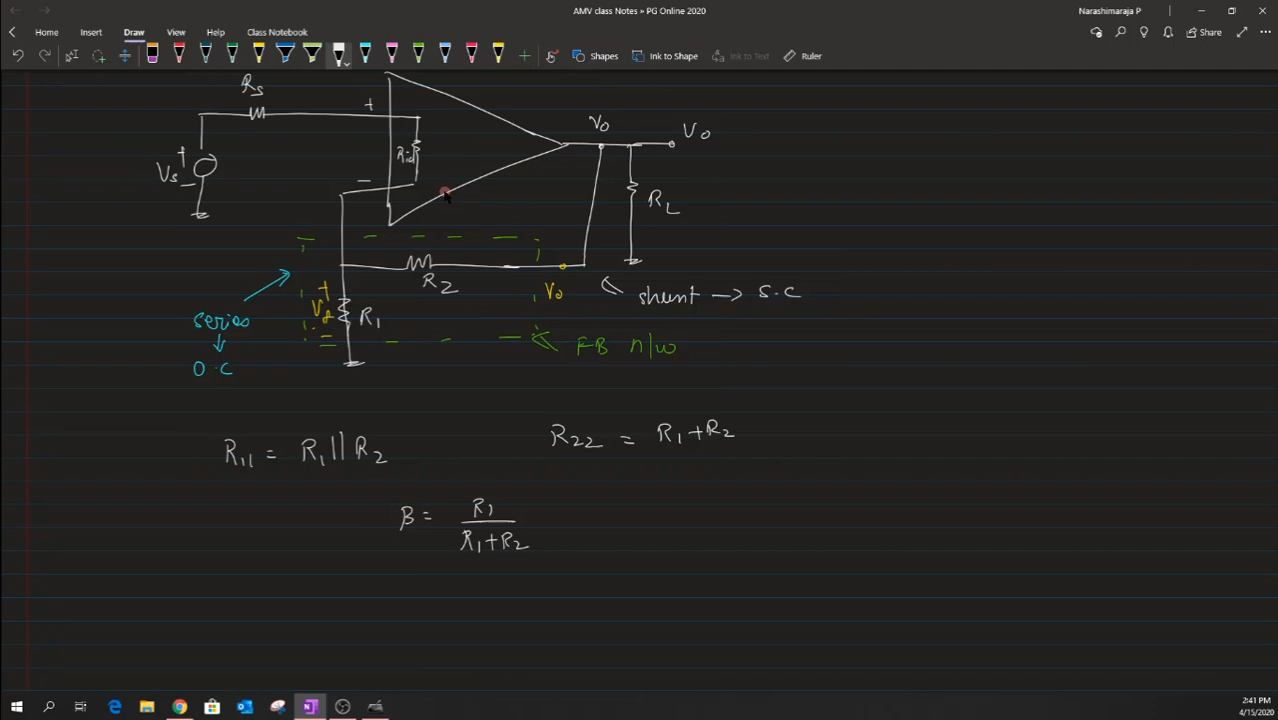 AMV class Notes » PG Online 2020
Narashimaraja P
Home Insert Draw View Help Class Notebook
Share
Shapes Ink to Shape Ink to Text Math Ruler
Rs
+
Vo
Vo
Vs + −
Rid
−
RL
R2
Vo
shunt → S.C
series
↓
O.C
+
Vf
−
R1
FB n/w
R11 = R1||R2
R22 = R1+R2
β = R1
R1+R2
2:41 PM
4/15/2020